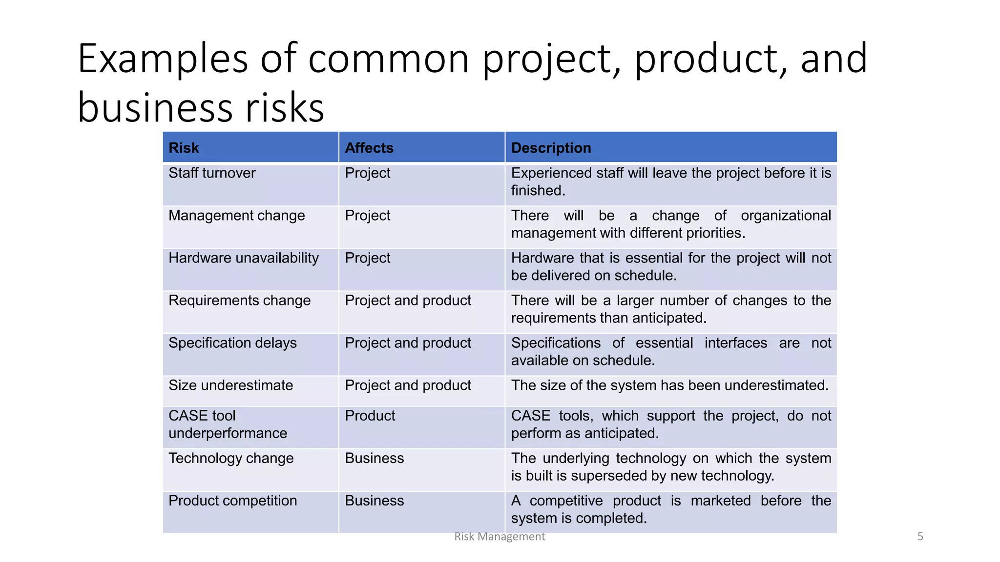 Examples of common project, product, and
business risks
Risk Affects Description
Staff turnover Project Experienced staff will leave the project before it is
finished.
Management change Project There will be a change of organizational
management with different priorities.
Hardware unavailability Project Hardware that is essential for the project will not
be delivered on schedule.
Requirements change Project and product There will be a larger number of changes to the
requirements than anticipated.
Specification delays Project and product Specifications of essential interfaces are not
available on schedule.
Size underestimate Project and product The size of the system has been underestimated.
CASE tool Product CASE tools, which support the project, do not
underperformance perform as anticipated.
Technology change Business The underlying technology on which the system
is built is superseded by new technology.
Product competition Business A competitive product is marketed before the
system is completed.
Risk Management 5